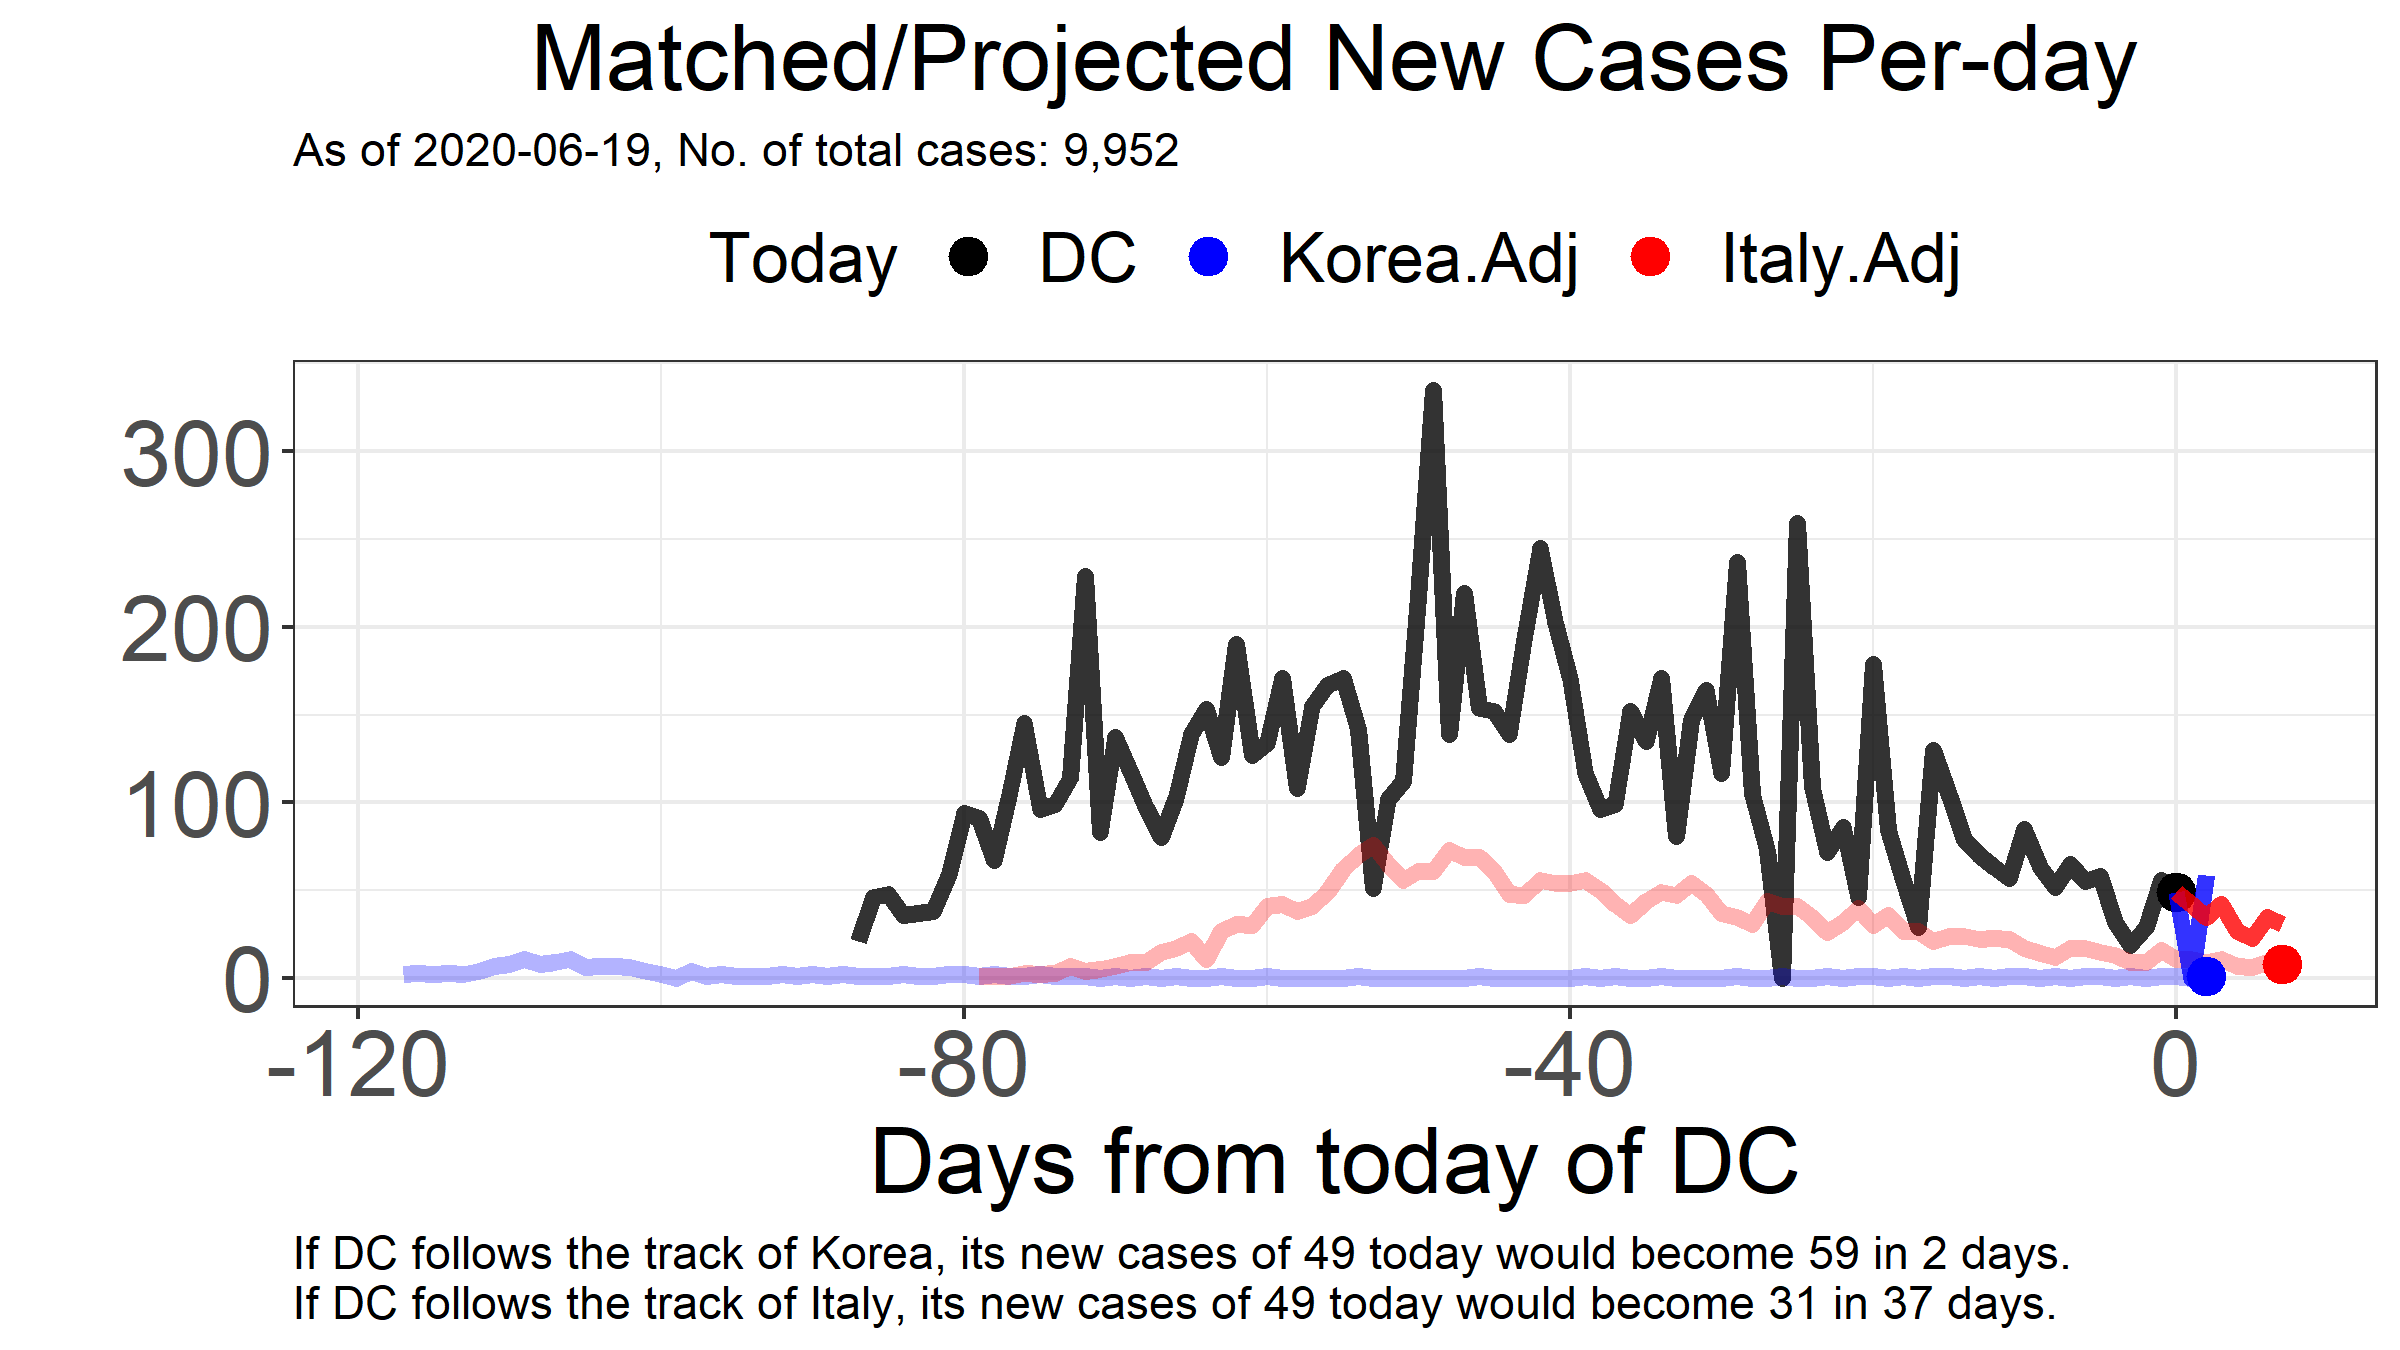 Matched/Projected New Cases Per-day
As of 2020-06-19, No. of total cases: 9,952
Today DC Korea.Adj Italy.Adj
300
200
100
0
-120 -80 -40 0
Days from today of DC
If DC follows the track of Korea, its new cases of 49 today would become 59 in 2 days.
If DC follows the track of Italy, its new cases of 49 today would become 31 in 37 days.